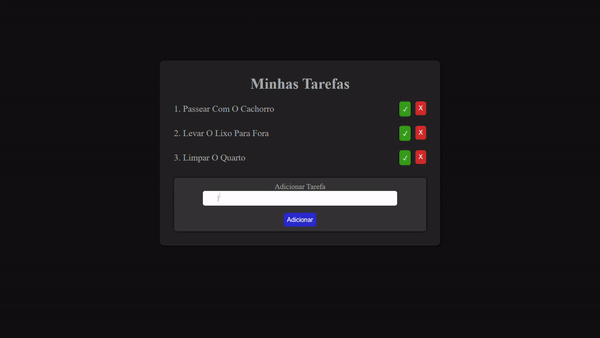 Minhas Tarefas
1. Passear Com O Cachorro ✓ X
2. Levar O Lixo Para Fora ✓ X
3. Limpar O Quarto ✓ X
Adicionar Tarefa
Adicionar